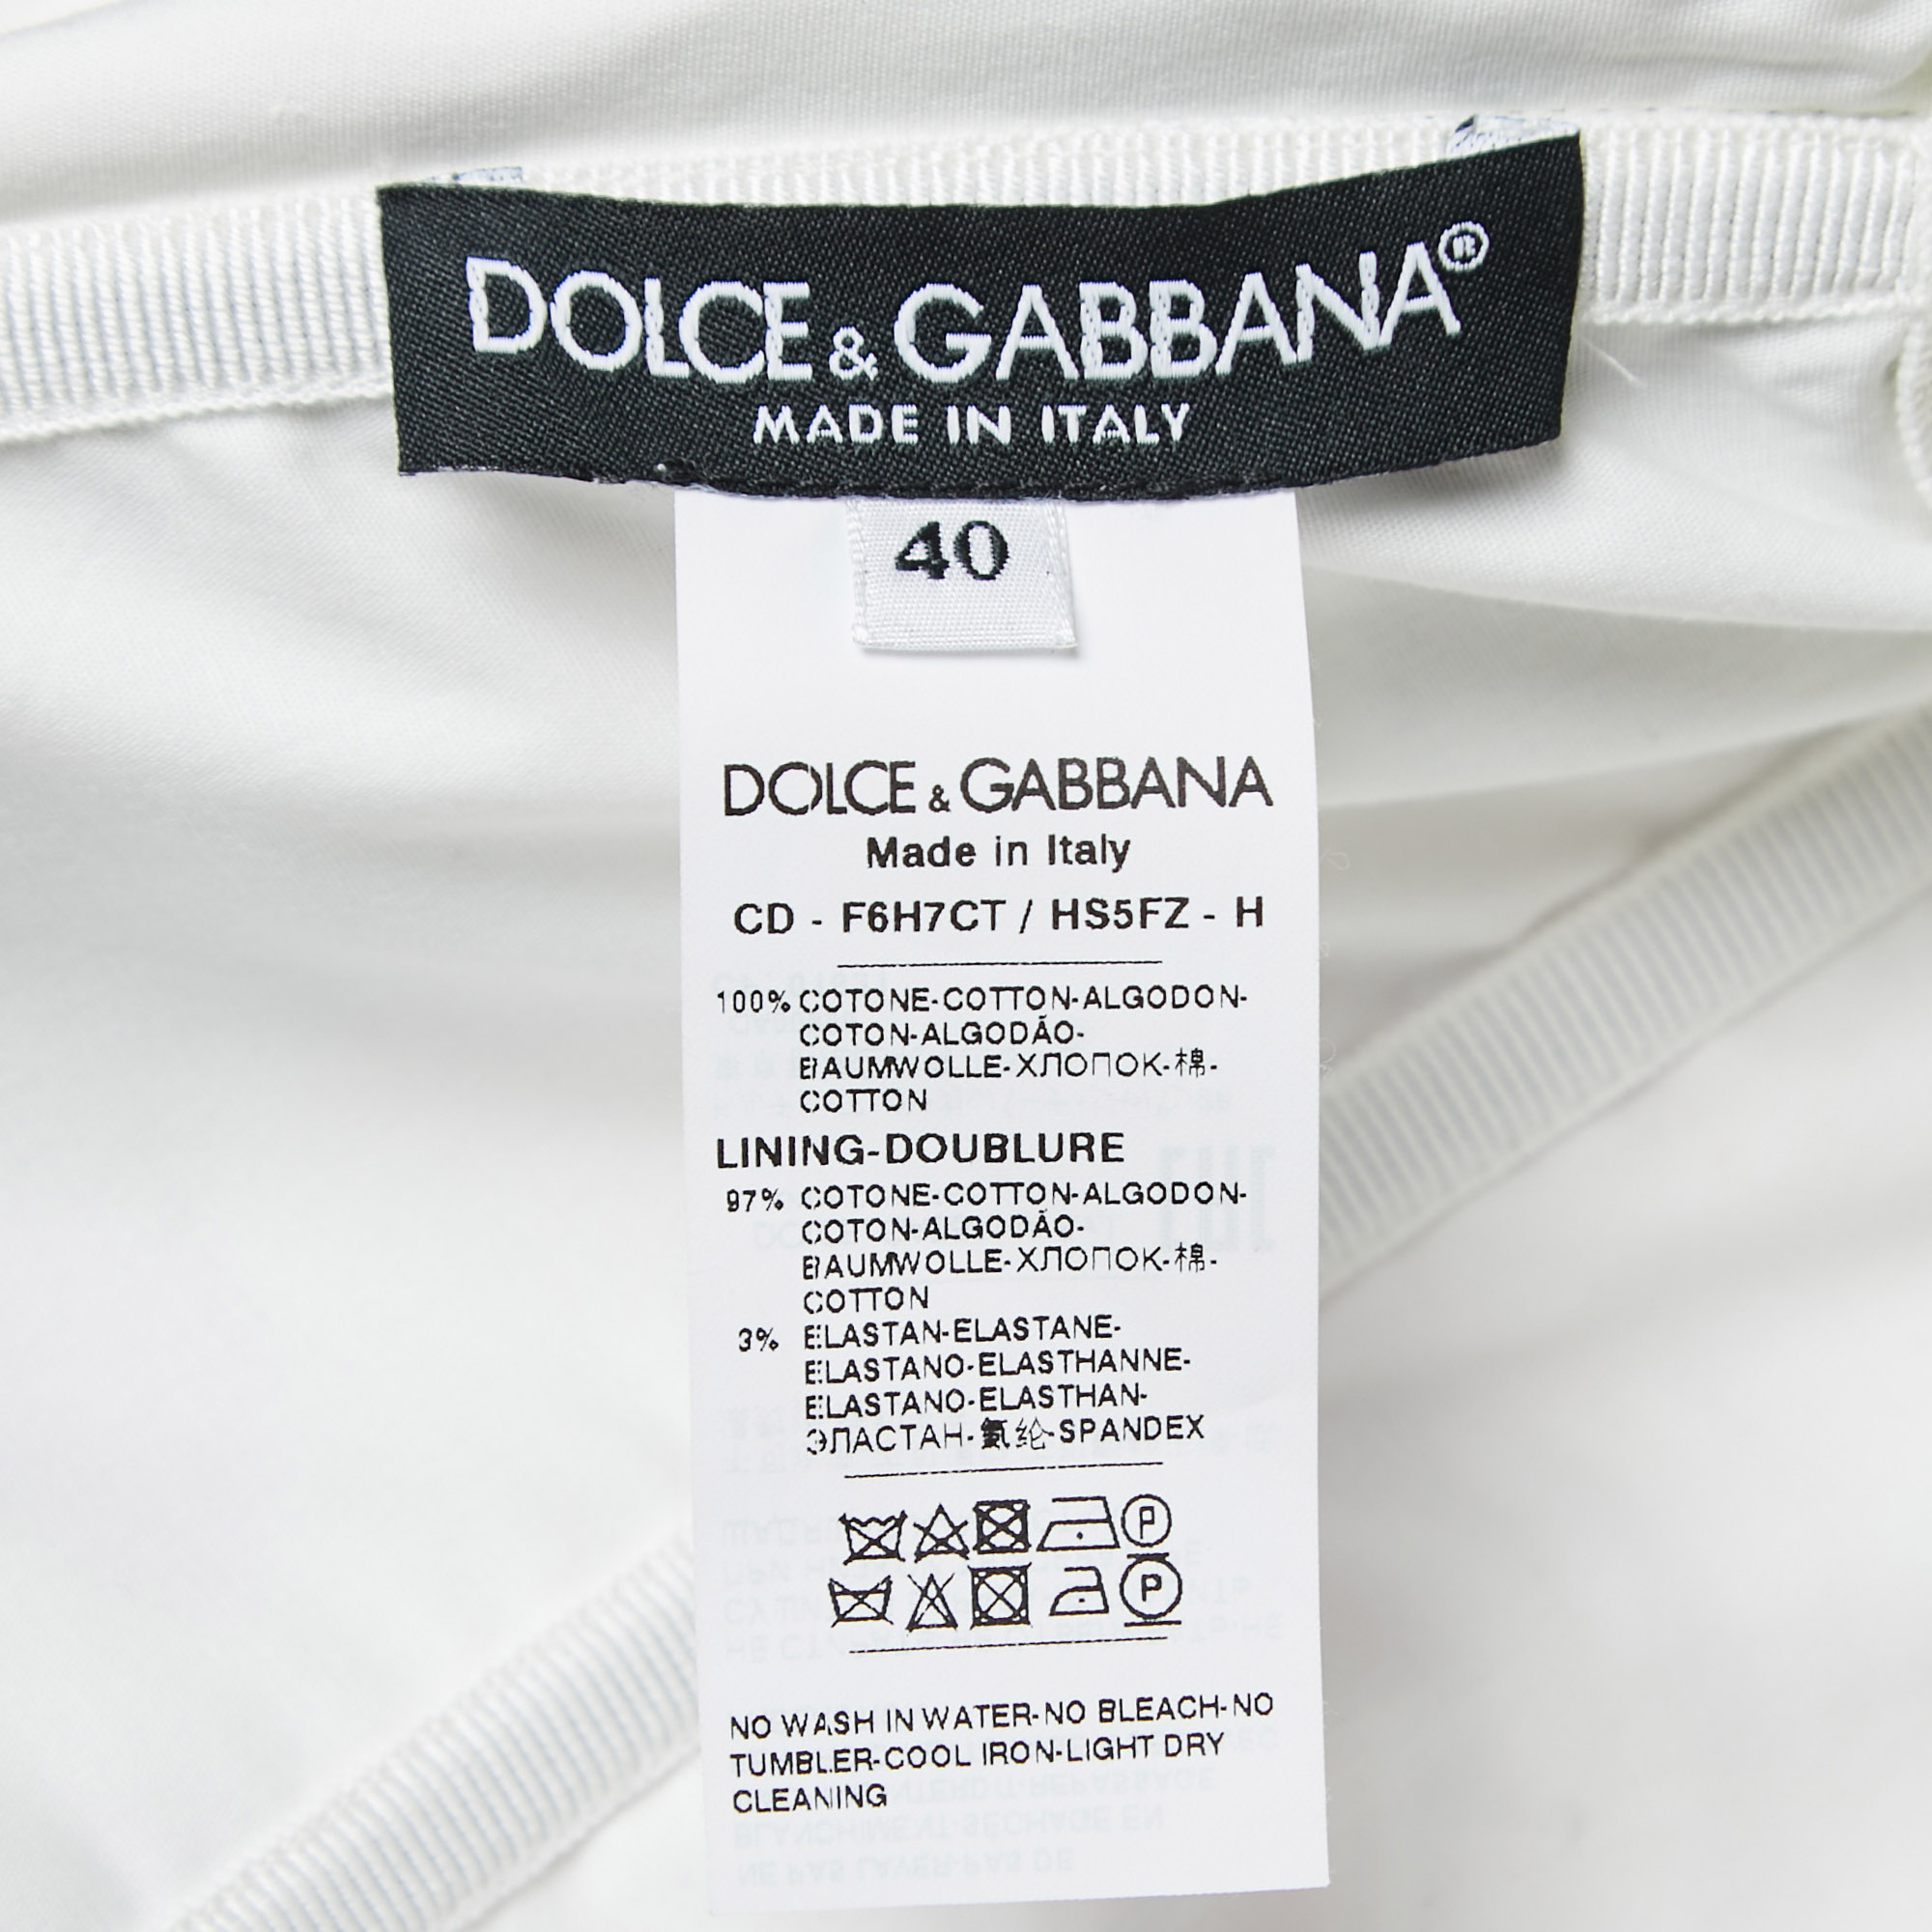 DOLCE & GABBANA®
MADE IN ITALY
40
DOLCE & GABBANA
Made in Italy
CD - F6H7CT / HS5FZ - H
100% COTONE-COTTON-ALGODON-
COTON-ALGODÃO-
BAUMWOLLE-ХЛОПОК-棉-
COTTON
LINING-DOUBLURE
97% COTONE-COTTON-ALGODON-
COTON-ALGODÃO-
BAUMWOLLE-ХЛОПОК-棉-
COTTON
3% ELASTAN-ELASTANE-
ELASTANO-ELASTHANNE-
ELASTANO-ELASTHAN-
ЭЛАСТАН-氨纶-SPANDEX
P
P
NO WASH IN WATER-NO BLEACH-NO
TUMBLER-COOL IRON-LIGHT DRY
CLEANING